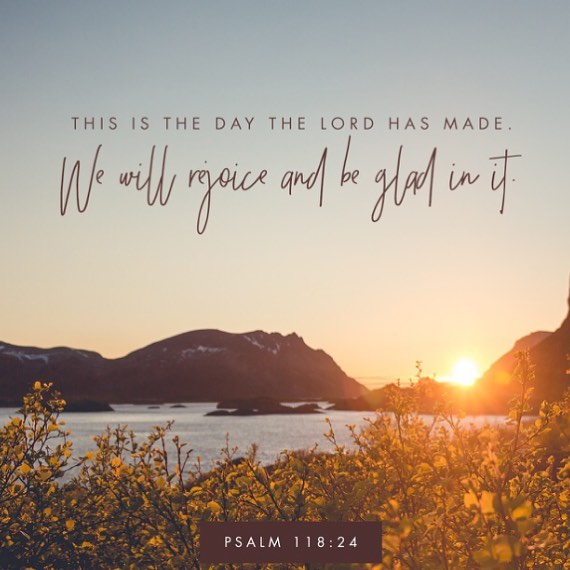 THIS IS THE DAY THE LORD HAS MADE.
We will rejoice and be glad in it.
PSALM 118:24